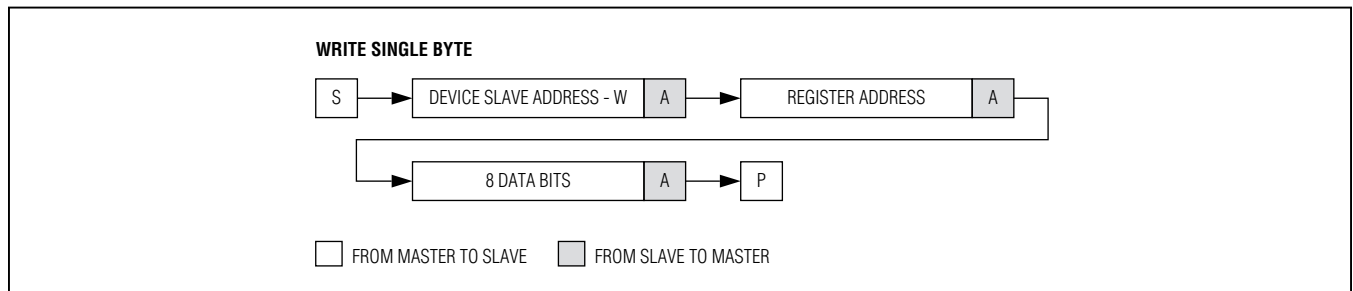 WRITE SINGLE BYTE
S DEVICE SLAVE ADDRESS - W A REGISTER ADDRESS A
8 DATA BITS A P
FROM MASTER TO SLAVE FROM SLAVE TO MASTER